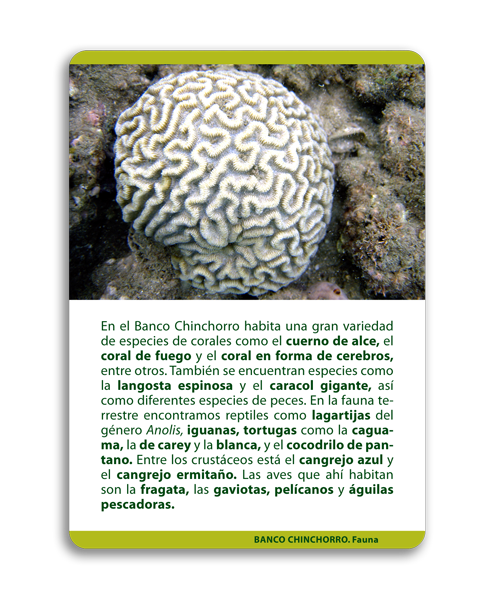 En el Banco Chinchorro habita una gran variedad
de especies de corales como el cuerno de alce, el
coral de fuego y el coral en forma de cerebros,
entre otros. También se encuentran especies como
la langosta espinosa y el caracol gigante, así
como diferentes especies de peces. En la fauna te-
rrestre encontramos reptiles como lagartijas del
género Anolis, iguanas, tortugas como la cagua-
ma, la de carey y la blanca, y el cocodrilo de pan-
tano. Entre los crustáceos está el cangrejo azul y
el cangrejo ermitaño. Las aves que ahí habitan
son la fragata, las gaviotas, pelícanos y águilas
pescadoras.
BANCO CHINCHORRO. Fauna